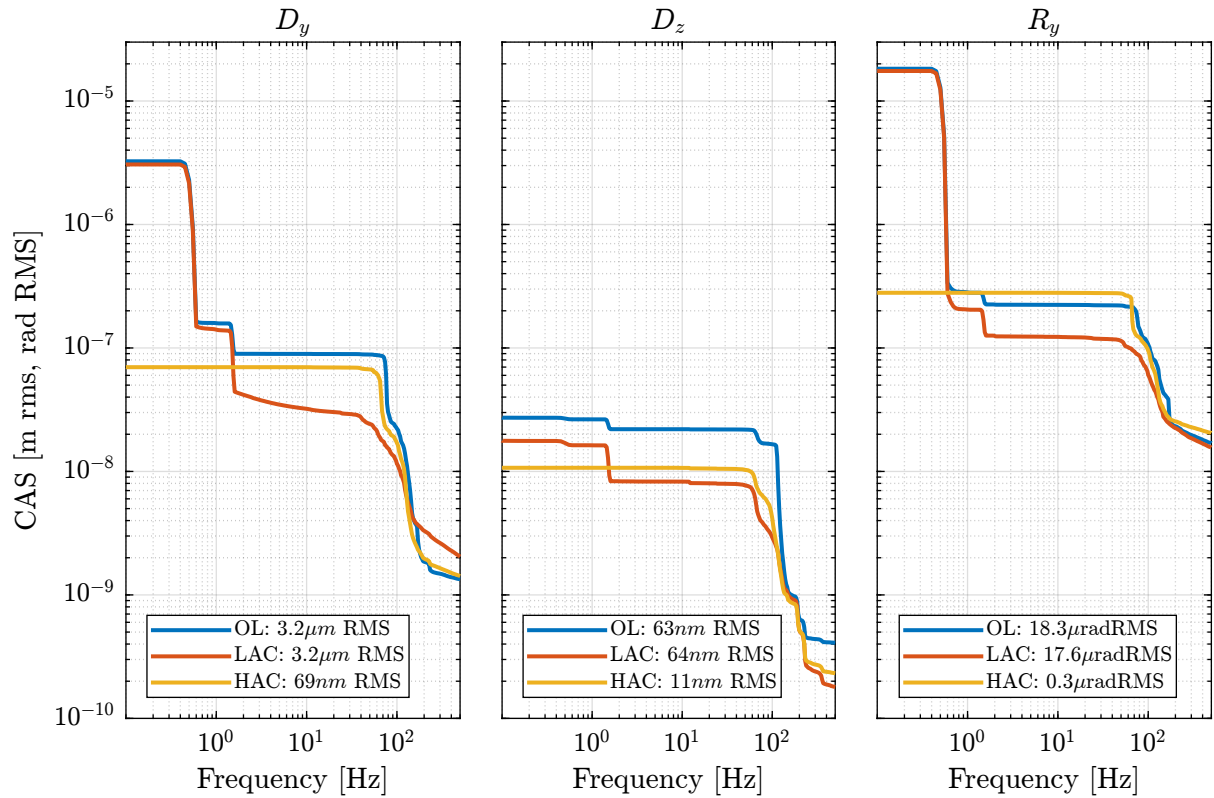 D_y
D_z
R_y
CAS [m rms, rad RMS]
10^-5
10^-6
10^-7
10^-8
10^-9
10^-10
OL: 3.2μm RMS
LAC: 3.2μm RMS
HAC: 69nm RMS
OL: 63nm RMS
LAC: 64nm RMS
HAC: 11nm RMS
OL: 18.3μradRMS
LAC: 17.6μradRMS
HAC: 0.3μradRMS
10^0 10^1 10^2
10^0 10^1 10^2
10^0 10^1 10^2
Frequency [Hz]
Frequency [Hz]
Frequency [Hz]